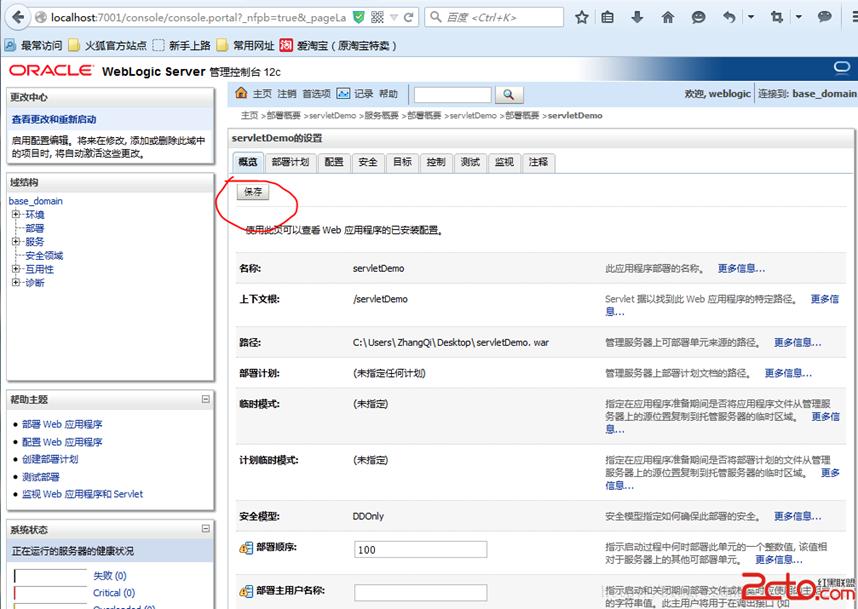 localhost:7001/console/console.portal?_nfpb=true&_pageLa
百度 <Ctrl+K>
最常访问 火狐官方站点 新手上路 常用网址 淘 爱淘宝（原淘宝特卖）
ORACLE WebLogic Server 管理控制台 12c
更改中心
查看更改和重新启动
启用配置编辑。将来在修改, 添加或删除此域中
的项目时, 将自动激活这些更改。
域结构
base_domain
环境
部署
服务
安全领域
互用性
诊断
帮助主题
部署 Web 应用程序
配置 Web 应用程序
创建部署计划
测试部署
监视 Web 应用程序和 Servlet
系统状态
正在运行的服务器的健康状况
失败 (0)
Critical (0)
Overloaded (0)
主页 注销 首选项 记录 帮助
欢迎, weblogic 连接到: base_domain
主页 >部署概要 >servletDemo >服务概要 >部署概要 >servletDemo >部署概要 >servletDemo
servletDemo的设置
概览 部署计划 配置 安全 目标 控制 测试 监视 注释
保存
使用此页可以查看 Web 应用程序的已安装配置。
名称: servletDemo 此应用程序部署的名称。 更多信息...
上下文根: /servletDemo Servlet 据以找到此 Web 应用程序的特定路径。 更多信
息...
路径: C:\Users\ZhangQi\Desktop\servletDemo. war 管理服务器上可部署单元来源的路径。 更多信息...
部署计划: (未指定任何计划) 管理服务器上部署计划文档的路径。 更多信息...
临时模式: (未指定) 指定在应用程序准备期间是否将应用程序文件从管理服
务器上的源位置复制到托管服务器的临时区域。 更多信
息...
计划临时模式: (未指定) 指定在应用程序准备期间是否将部署计划的文件从管理
服务器上的源位置复制到托管服务器的临时区域。 更多
信息...
安全模型: DDOnly 安全模型指定如何确保此部署的安全。 更多信息...
部署顺序: 100 指示启动过程中何时部署此单元的一个整数值, 该值相
对于服务器上的其他可部署单元。 更多信息...
部署主用户名称: 指示启动和关闭期间部署文件或档案时应使用的主用
的字符串值。此主用户将用于在调出接口 (如
2cto.com
红黑联盟